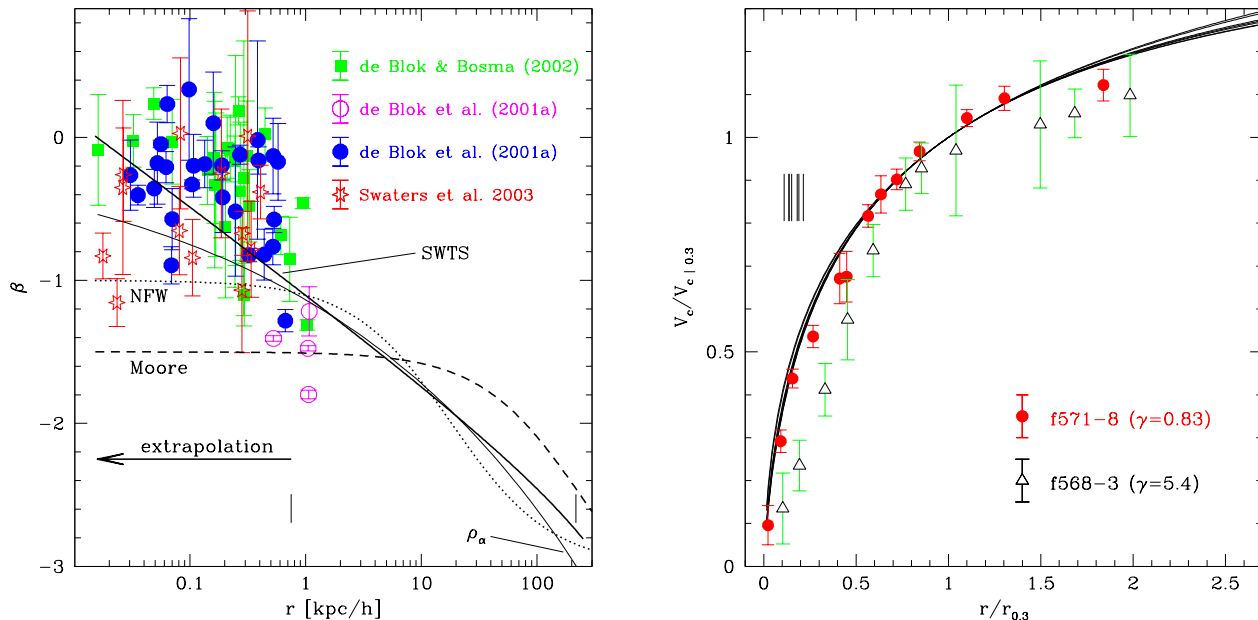 de Blok & Bosma (2002)
de Blok et al. (2001a)
de Blok et al. (2001a)
Swaters et al. 2003
0
−1
−2
−3
β
SWTS
NFW
Moore
extrapolation
ρα
0.1
1
10
100
r [kpc/h]
1
0.5
0
Vc/Vc | 0.3
f571−8 (γ=0.83)
f568−3 (γ=5.4)
0
0.5
1
1.5
2
2.5
r/r0.3